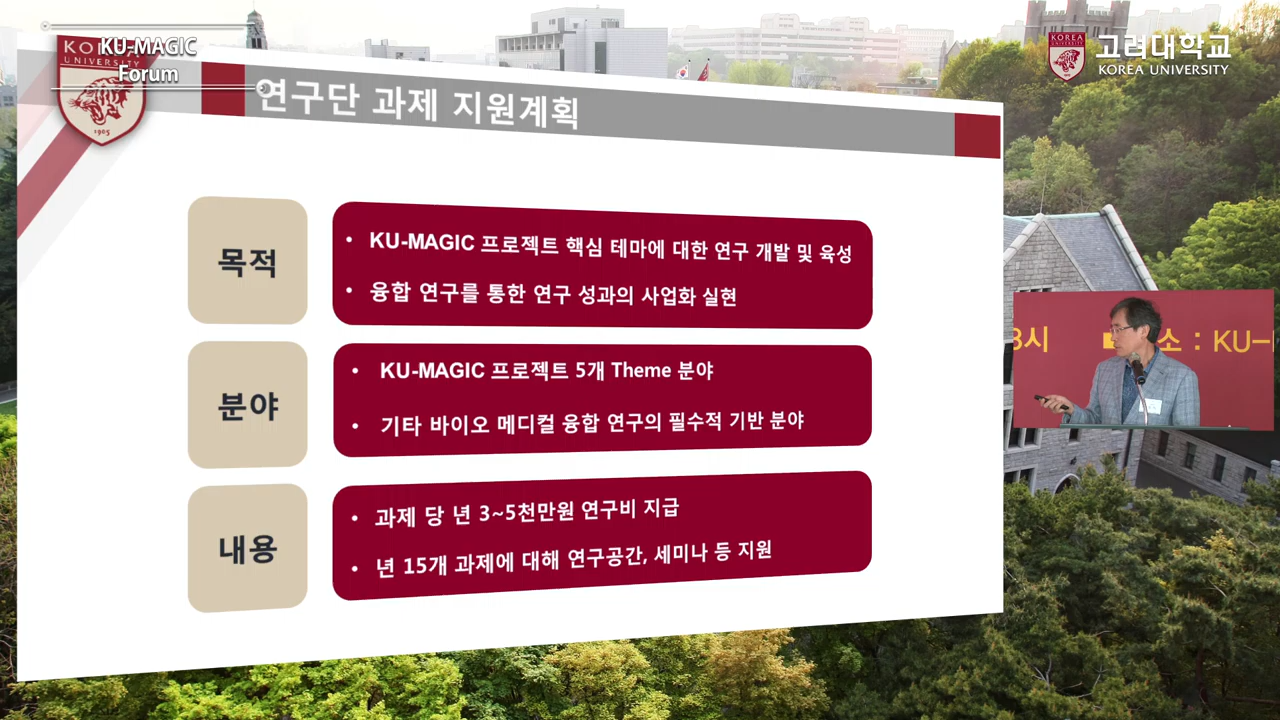 KU-MAGIC
Forum
고려대학교
KOREA UNIVERSITY
KOREA
UNIVERSITY
1905
연구단 과제 지원계획
목적
• KU-MAGIC 프로젝트 핵심 테마에 대한 연구 개발 및 육성
• 융합 연구를 통한 연구 성과의 사업화 실현
분야
• KU-MAGIC 프로젝트 5개 Theme 분야
• 기타 바이오 메디컬 융합 연구의 필수적 기반 분야
내용
• 과제 당 년 3~5천만원 연구비 지급
• 년 15개 과제에 대해 연구공간, 세미나 등 지원
8시
소 : KU-